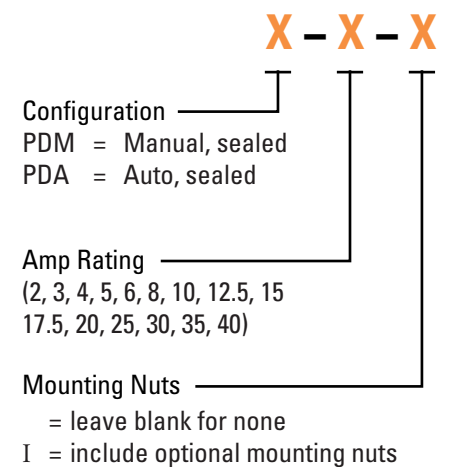 X – X – X
Configuration
PDM = Manual, sealed
PDA = Auto, sealed
Amp Rating
(2, 3, 4, 5, 6, 8, 10, 12.5, 15
17.5, 20, 25, 30, 35, 40)
Mounting Nuts
= leave blank for none
I = include optional mounting nuts